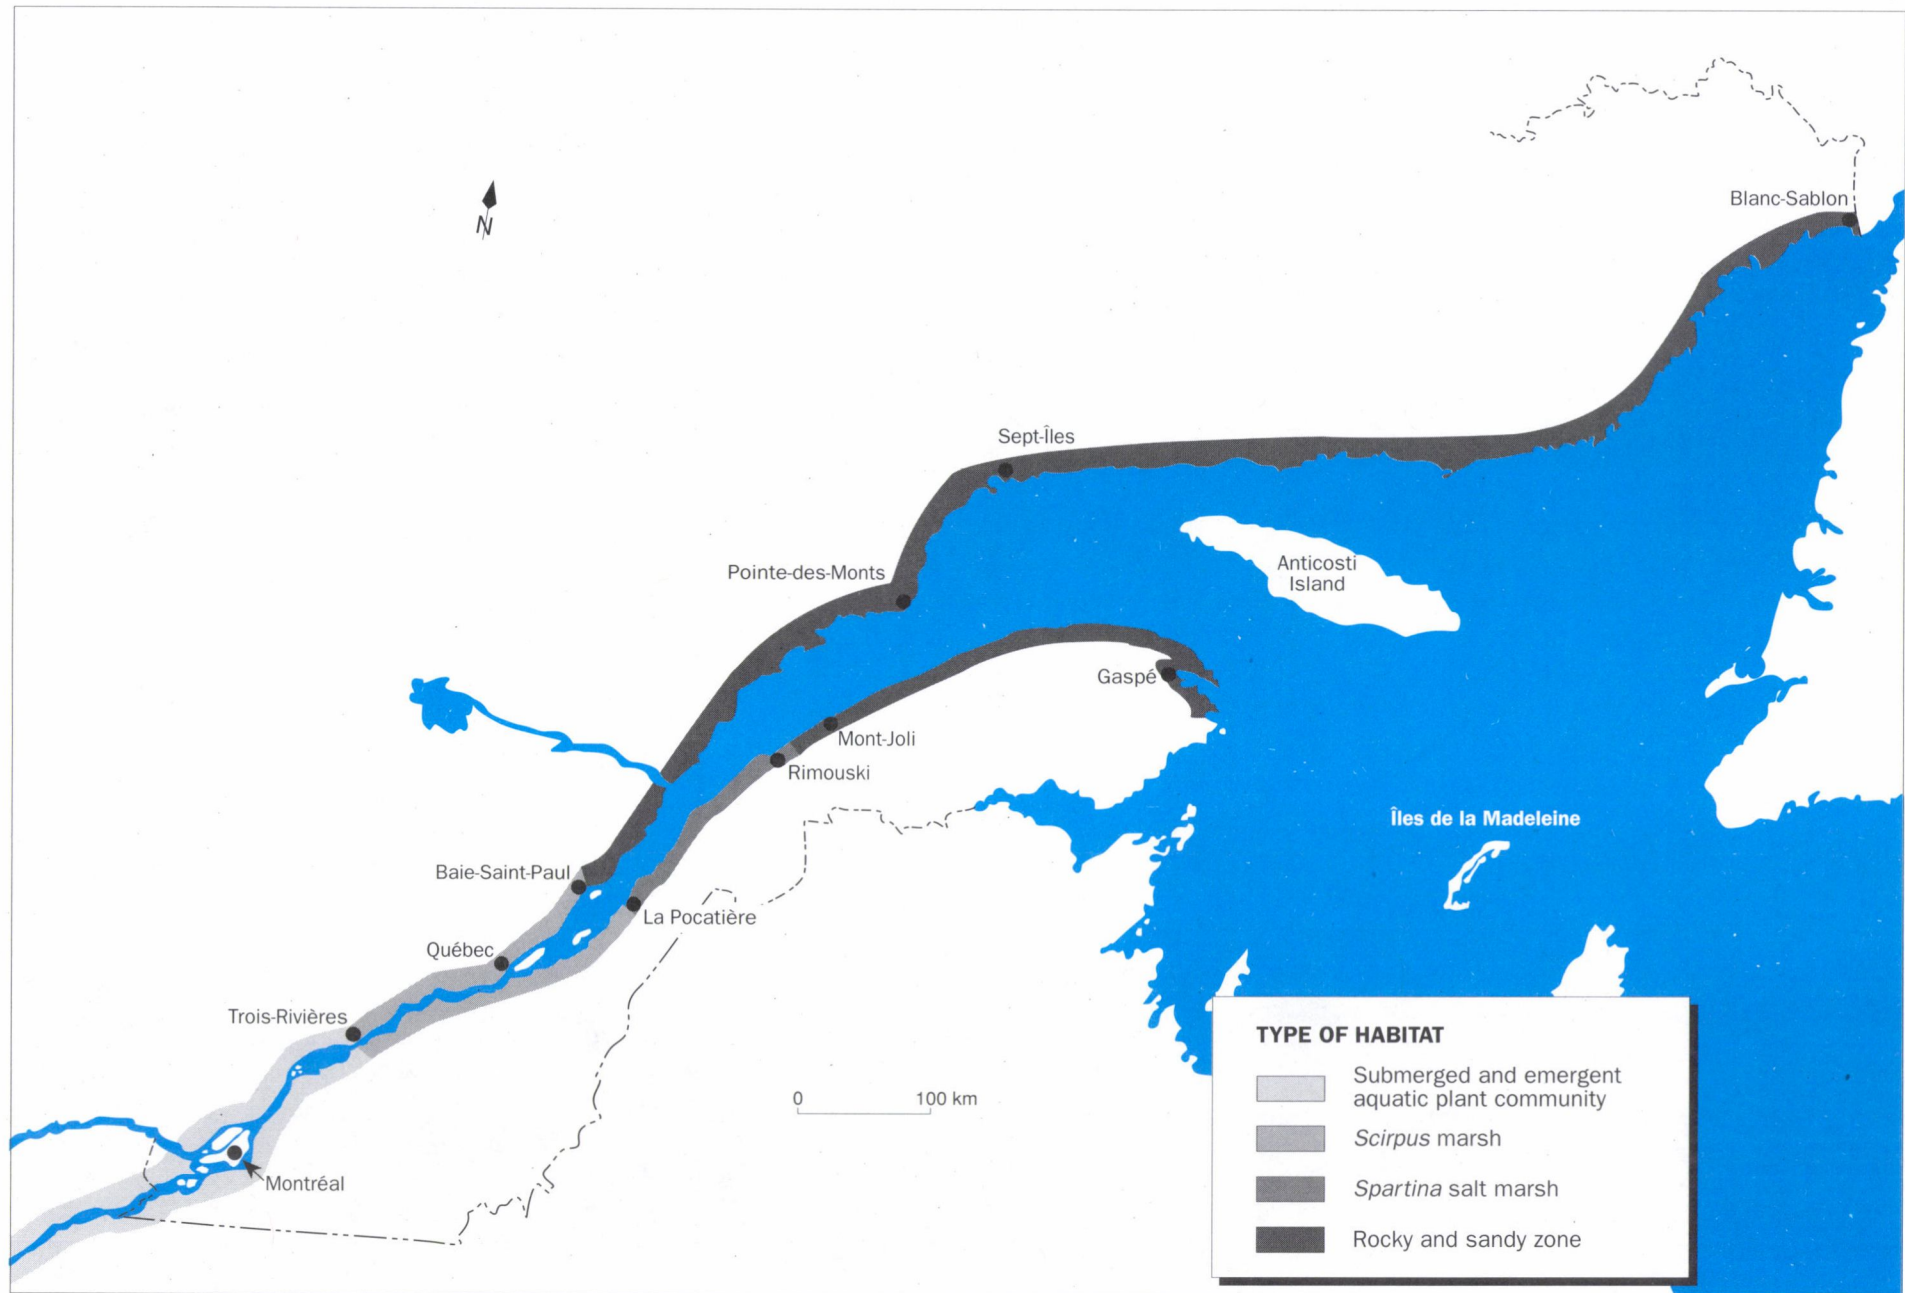 Blanc-Sablon
N
Sept-Îles
Pointe-des-Monts
Anticosti
Island
Gaspé
Mont-Joli
Rimouski
Îles de la Madeleine
Baie-Saint-Paul
La Pocatière
Québec
Trois-Rivières
Montréal
0 100 km
TYPE OF HABITAT
Submerged and emergent
aquatic plant community
Scirpus marsh
Spartina salt marsh
Rocky and sandy zone